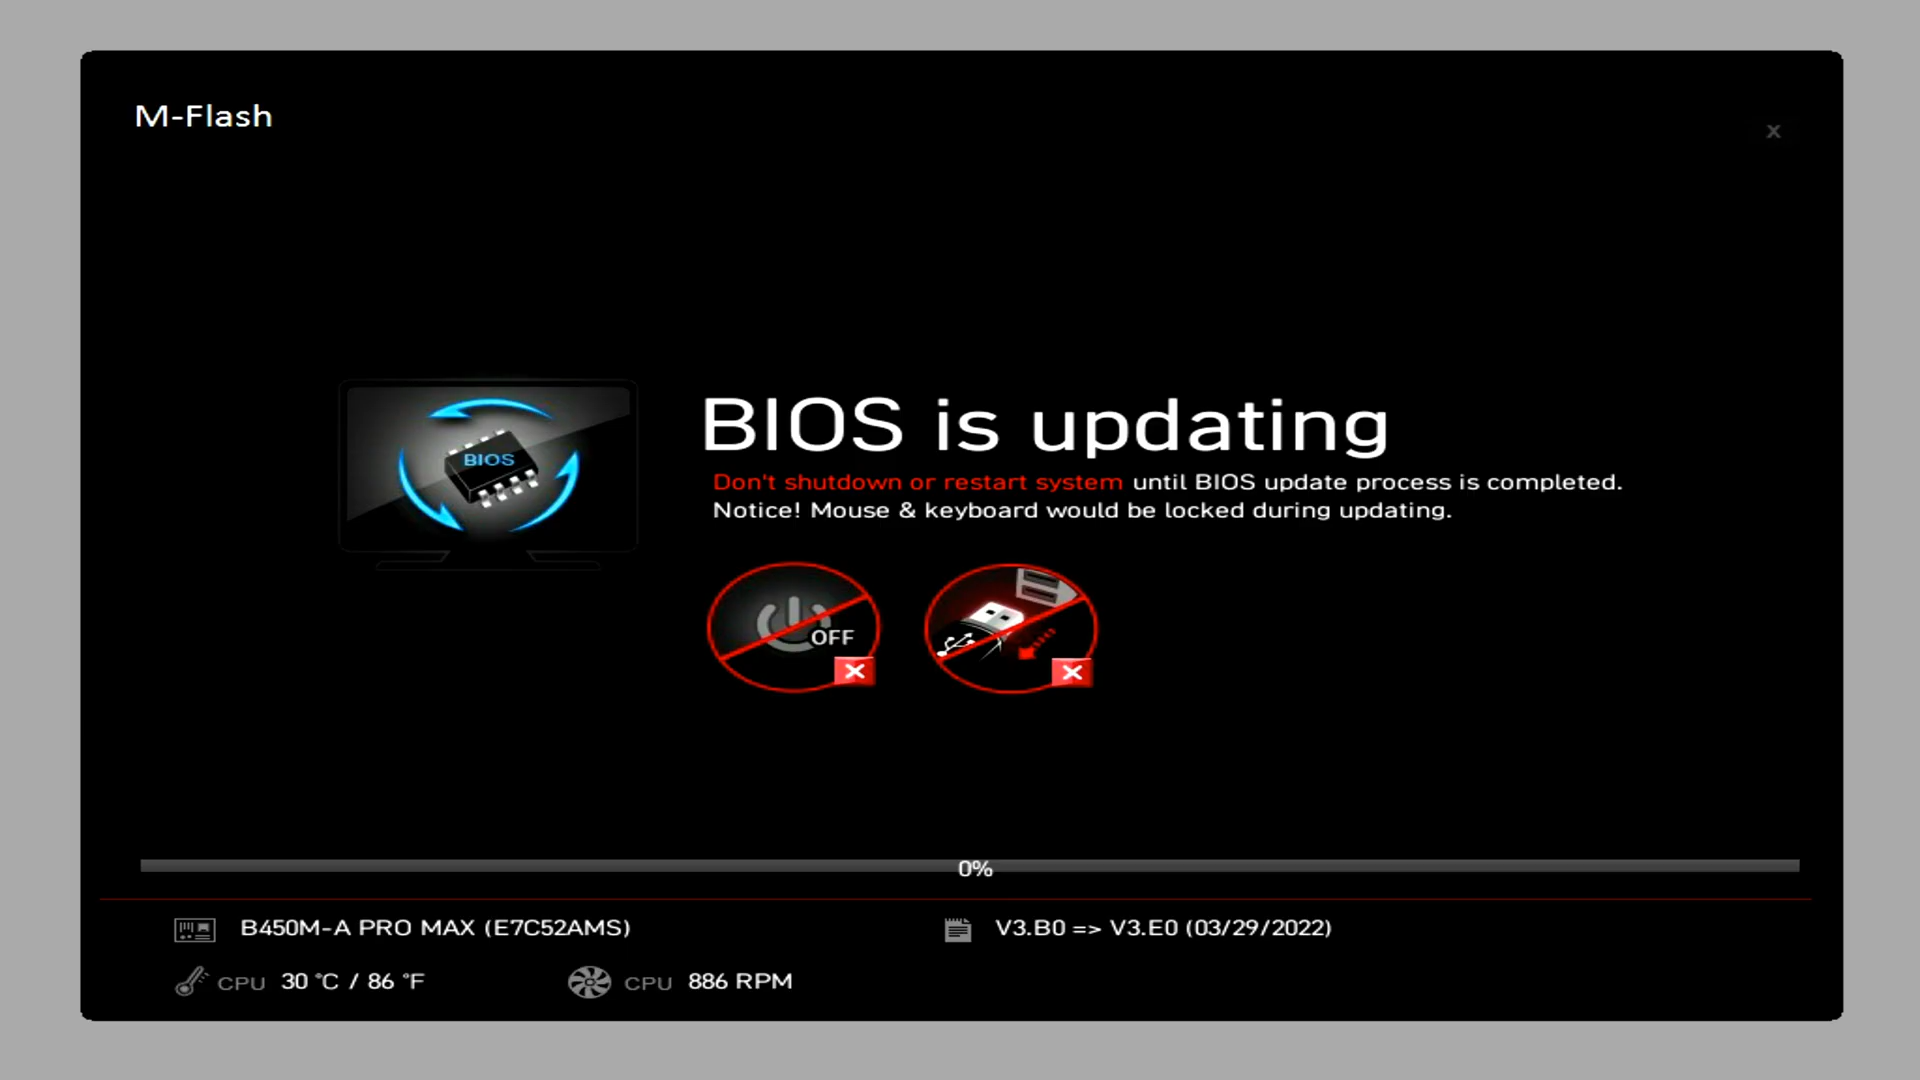 M-Flash
x
BIOS
BIOS is updating
Don't shutdown or restart system until BIOS update process is completed.
Notice! Mouse & keyboard would be locked during updating.
OFF
0%
B450M-A PRO MAX (E7C52AMS)
V3.B0 => V3.E0 (03/29/2022)
CPU 30 °C / 86 °F
CPU 886 RPM